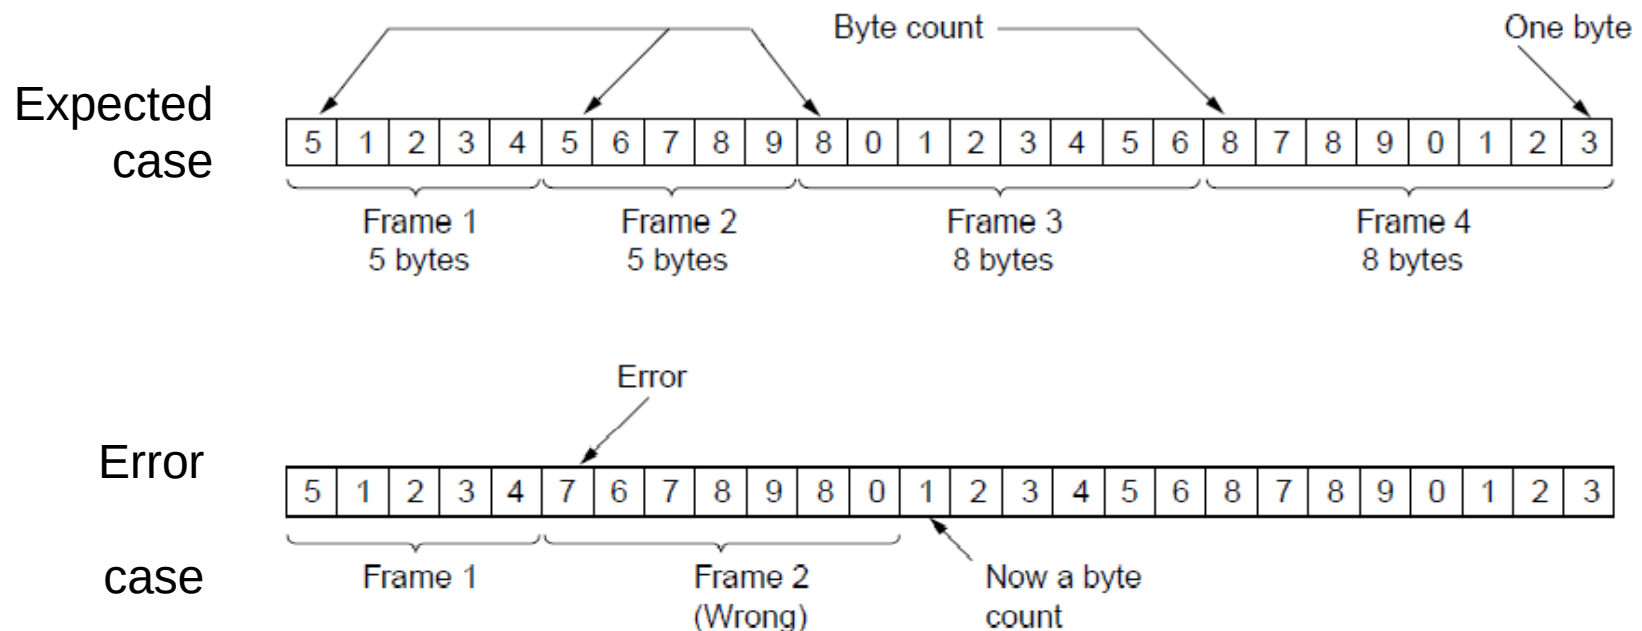 Byte count
One byte
Expected
case
5 1 2 3 4 5 6 7 8 9 8 0 1 2 3 4 5 6 8 7 8 9 0 1 2 3
Frame 1
5 bytes
Frame 2
5 bytes
Frame 3
8 bytes
Frame 4
8 bytes
Error
Error
case
5 1 2 3 4 7 6 7 8 9 8 0 1 2 3 4 5 6 8 7 8 9 0 1 2 3
Frame 1
Frame 2
(Wrong)
Now a byte
count